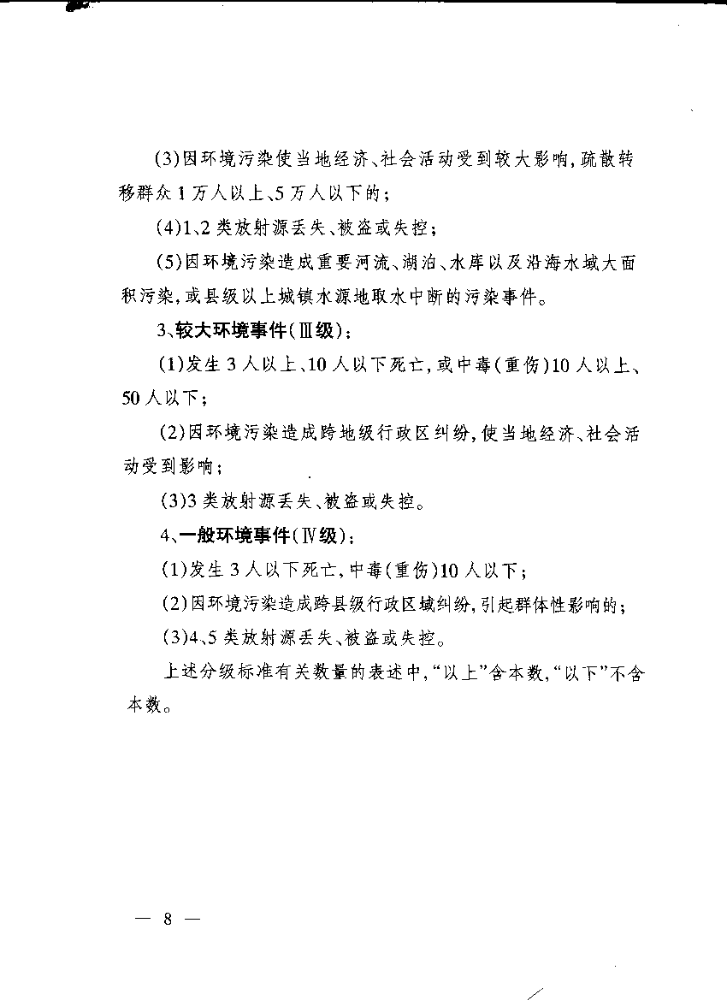 (3)因环境污染使当地经济、社会活动受到较大影响,疏散转
移群众1万人以上、5万人以下的;
(4)1、2类放射源丢失、被盗或失控;
(5)因环境污染造成重要河流、湖泊、水库以及沿海水域大面
积污染,或县级以上城镇水源地取水中断的污染事件。
3、较大环境事件(Ⅲ级):
(1)发生3人以上、10人以下死亡,或中毒(重伤)10人以上、
50人以下;
(2)因环境污染造成跨地级行政区纠纷,使当地经济、社会活
动受到影响;
(3)3类放射源丢失、被盗或失控。
4、一般环境事件(Ⅳ级):
(1)发生3人以下死亡,中毒(重伤)10人以下;
(2)因环境污染造成跨县级行政区域纠纷,引起群体性影响的;
(3)4、5类放射源丢失、被盗或失控。
上述分级标准有关数量的表述中,“以上”含本数,“以下”不含
本数。
— 8 —